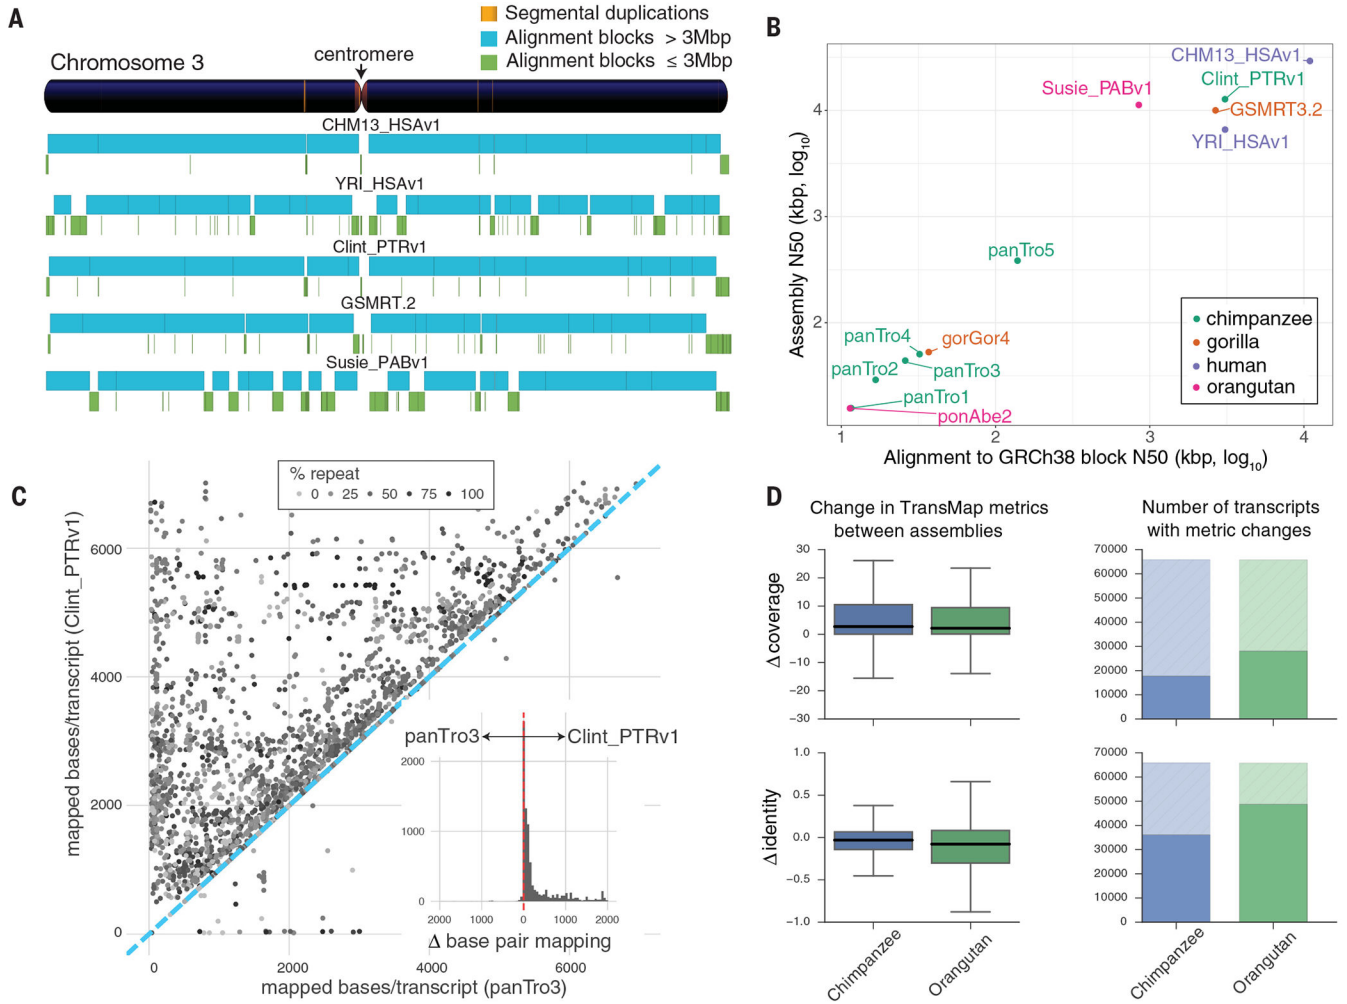 A
Segmental duplications
Alignment blocks > 3Mbp
Alignment blocks ≤ 3Mbp
Chromosome 3
centromere
CHM13_HSAv1
YRI_HSAv1
Clint_PTRv1
GSMRT.2
Susie_PABv1
B
Assembly N50 (kbp, log10)
4
3
2
CHM13_HSAv1
Clint_PTRv1
Susie_PABv1
GSMRT3.2
YRI_HSAv1
panTro5
panTro4
gorGor4
panTro2
panTro3
panTro1
ponAbe2
chimpanzee
gorilla
human
orangutan
1
2
3
4
Alignment to GRCh38 block N50 (kbp, log10)
C
% repeat
0 25 50 75 100
mapped bases/transcript (Clint_PTRv1)
6000
4000
2000
0
panTro3
Clint_PTRv1
2000
1000
0
2000 1000 0 1000 2000
Δ base pair mapping
0 2000 4000 6000
mapped bases/transcript (panTro3)
D
Change in TransMap metrics
between assemblies
Δ coverage
30
20
10
0
−10
−20
−30
Number of transcripts
with metric changes
70000
60000
50000
40000
30000
20000
10000
0
Δ identity
1.0
0.5
0.0
−0.5
−1.0
Chimpanzee
Orangutan
70000
60000
50000
40000
30000
20000
10000
0
Chimpanzee
Orangutan